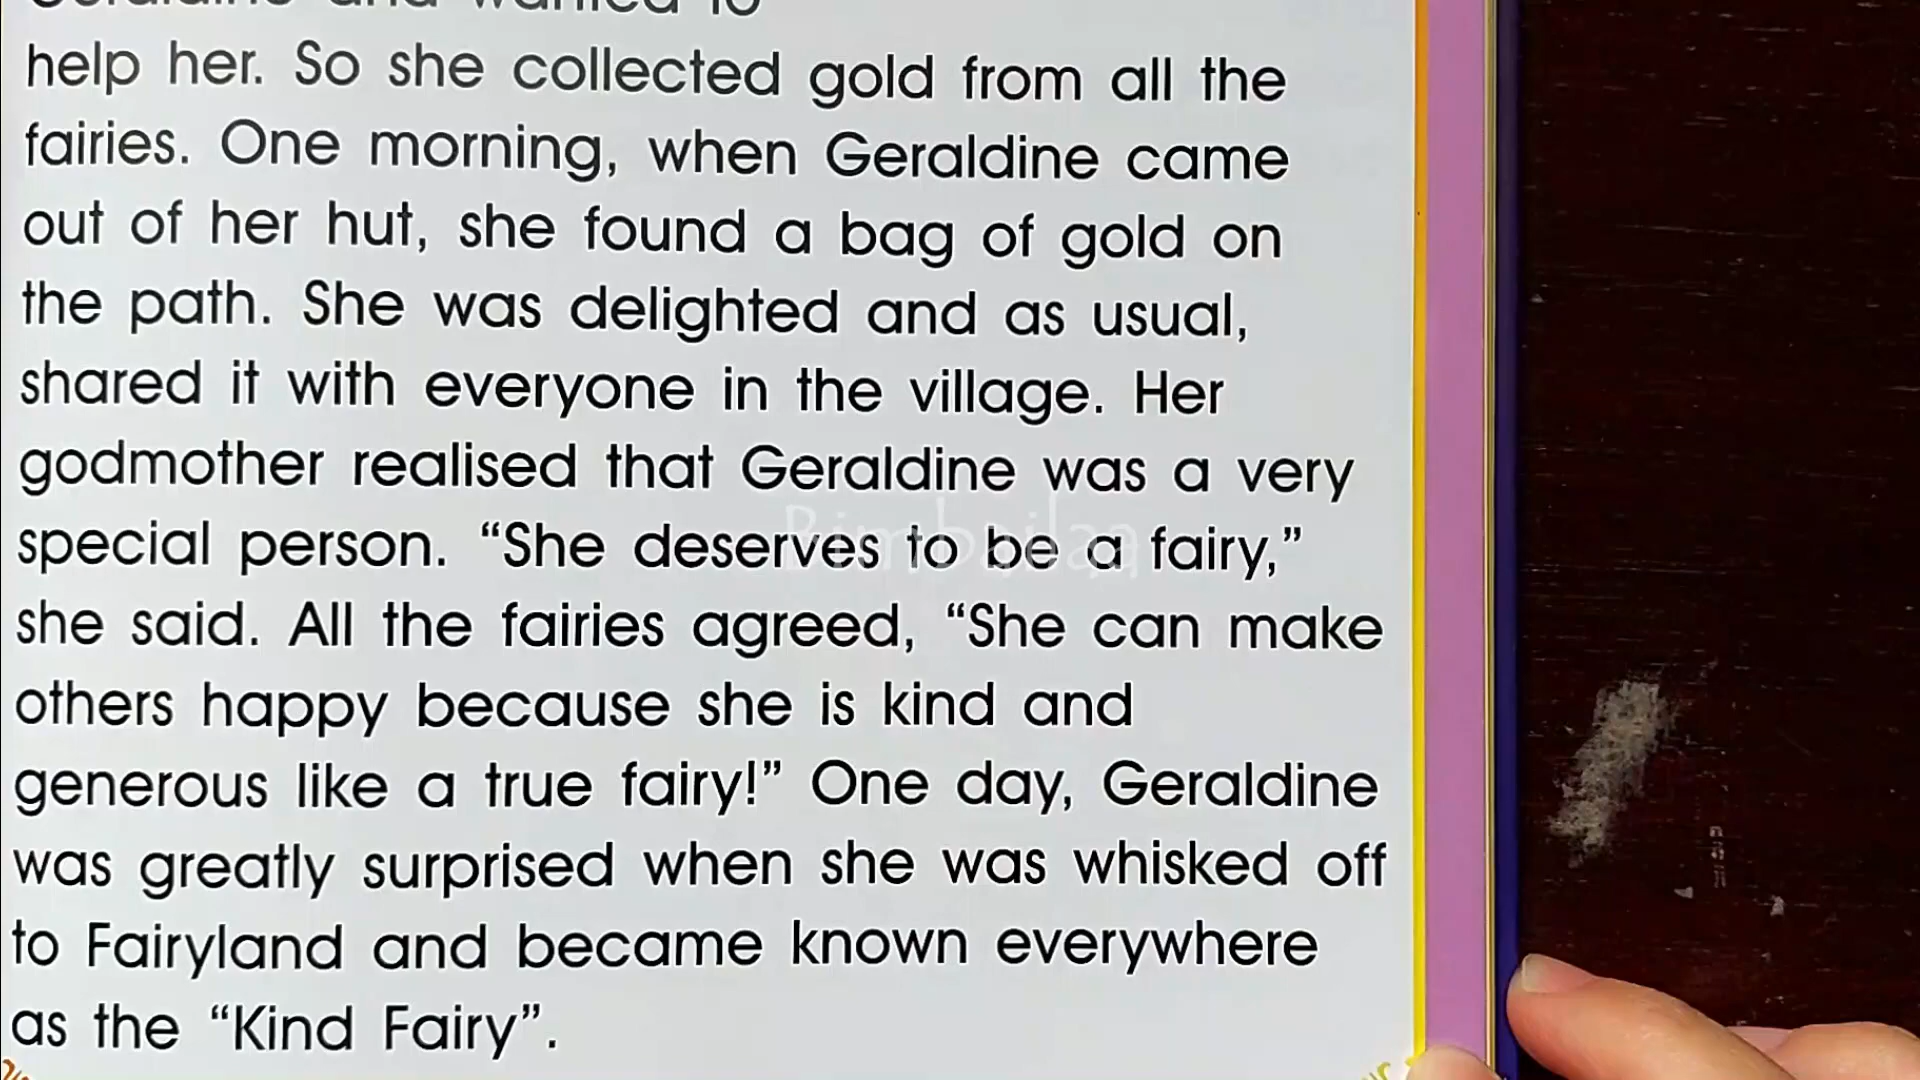 Geraldine and wanted to
help her. So she collected gold from all the
fairies. One morning, when Geraldine came
out of her hut, she found a bag of gold on
the path. She was delighted and as usual,
shared it with everyone in the village. Her
godmother realised that Geraldine was a very
special person. “She deserves to be a fairy,”
she said. All the fairies agreed, “She can make
others happy because she is kind and
generous like a true fairy!” One day, Geraldine
was greatly surprised when she was whisked off
to Fairyland and became known everywhere
as the “Kind Fairy”.
Bimbailaa